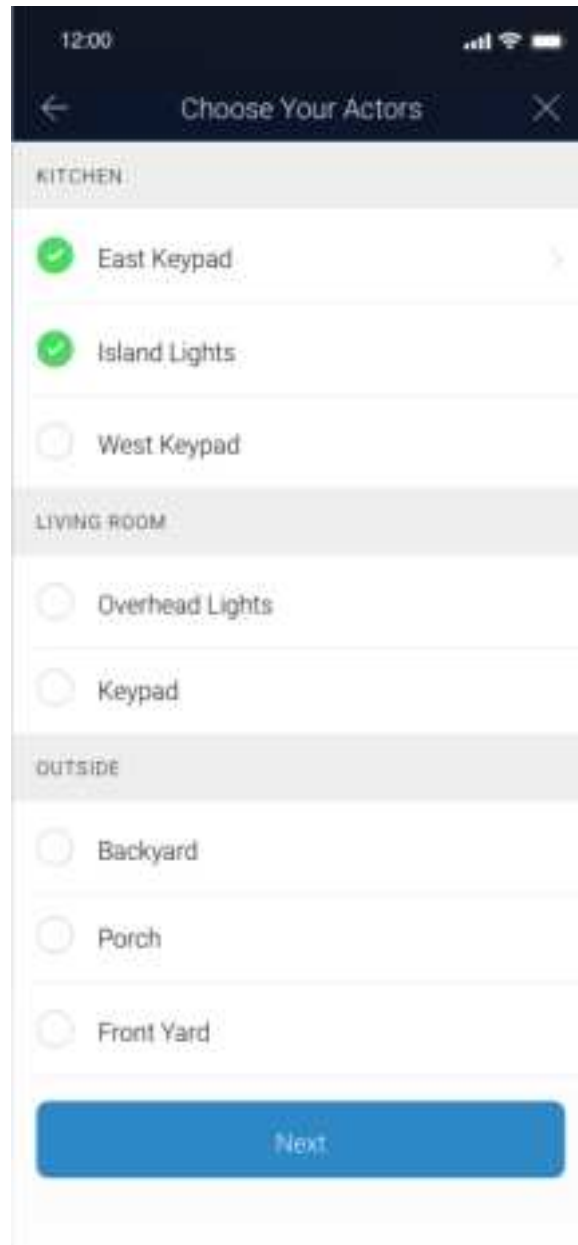 12:00
Choose Your Actors
KITCHEN
East Keypad
Island Lights
West Keypad
LIVING ROOM
Overhead Lights
Keypad
OUTSIDE
Backyard
Porch
Front Yard
Next